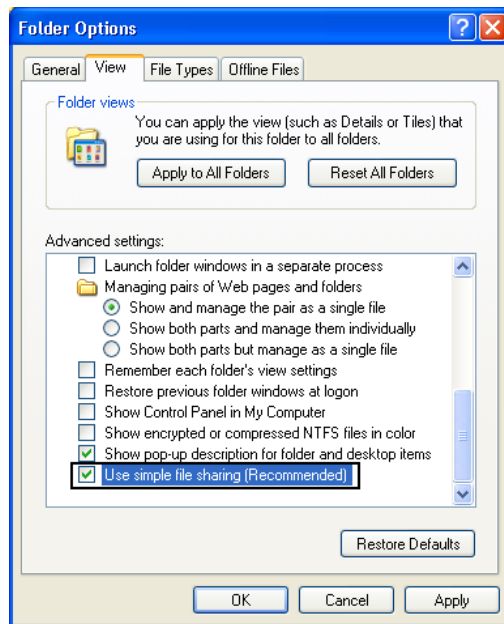 Folder Options
General View File Types Offline Files
Folder views
You can apply the view (such as Details or Tiles) that
you are using for this folder to all folders.
Apply to All Folders Reset All Folders
Advanced settings:
Launch folder windows in a separate process
Managing pairs of Web pages and folders
Show and manage the pair as a single file
Show both parts and manage them individually
Show both parts but manage as a single file
Remember each folder's view settings
Restore previous folder windows at logon
Show Control Panel in My Computer
Show encrypted or compressed NTFS files in color
Show pop-up description for folder and desktop items
Use simple file sharing (Recommended)
Restore Defaults
OK Cancel Apply